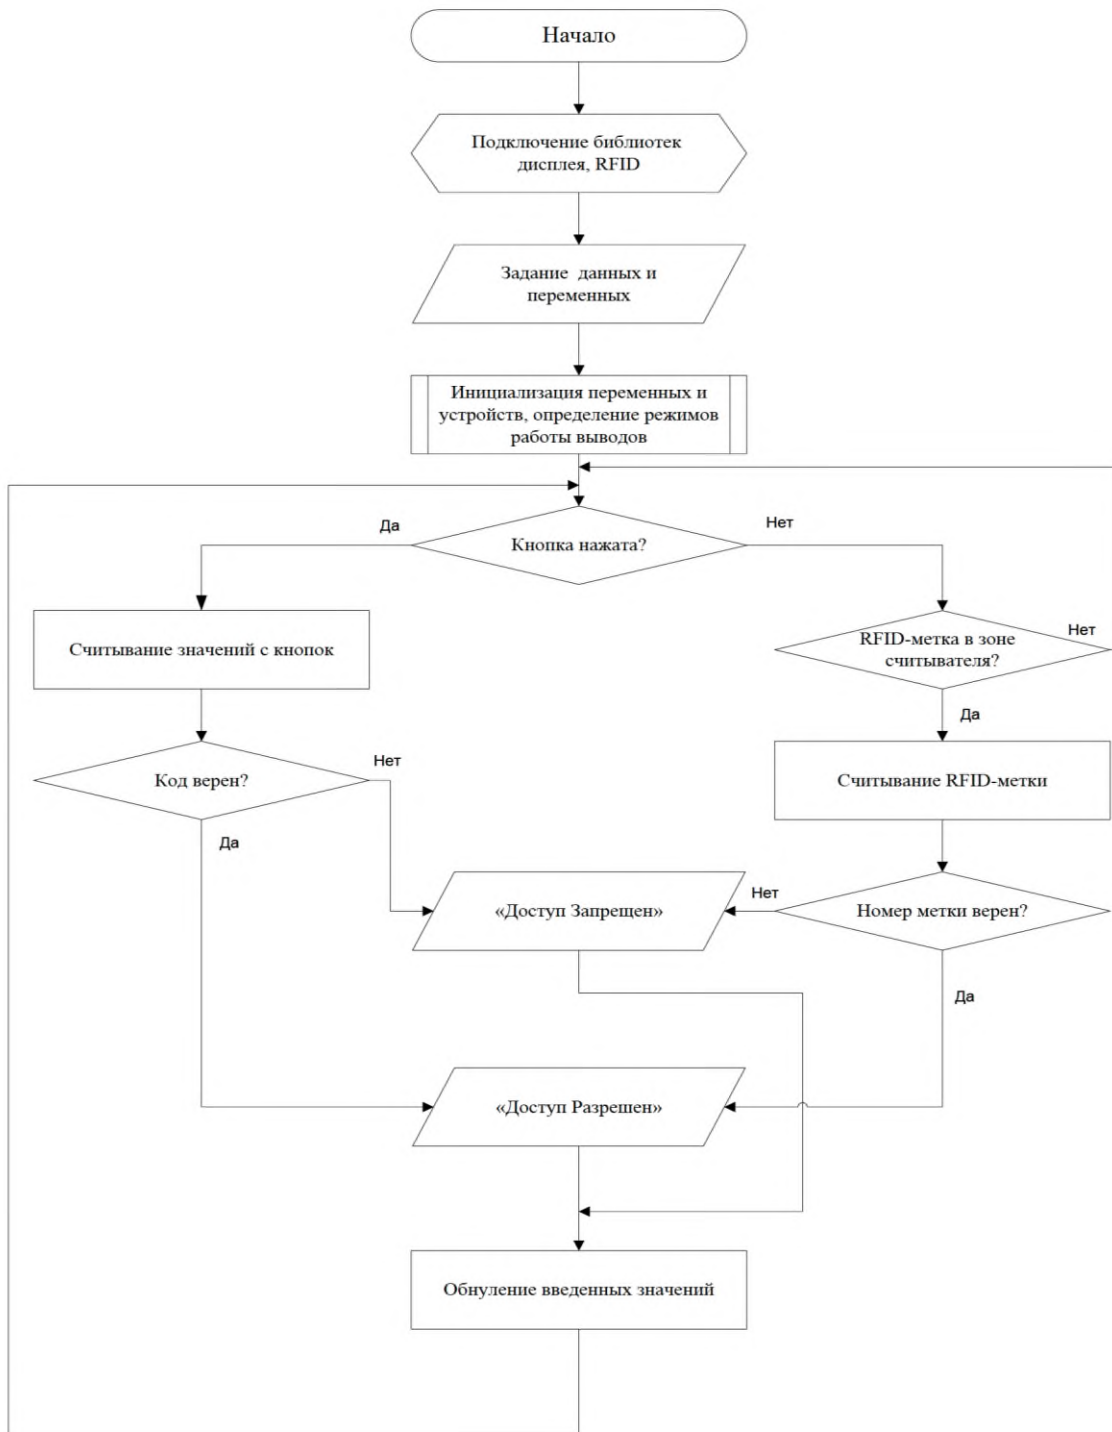 Начало
Подключение библиотек
дисплея, RFID
Задание данных и
переменных
Инициализация переменных и
устройств, определение режимов
работы выводов
Да
Нет
Кнопка нажата?
Считывание значений с кнопок
RFID-метка в зоне
считывателя?
Нет
Да
Код верен?
Нет
Считывание RFID-метки
Да
«Доступ Запрещен»
Нет
Номер метки верен?
Да
«Доступ Разрешен»
Обнуление введенных значений